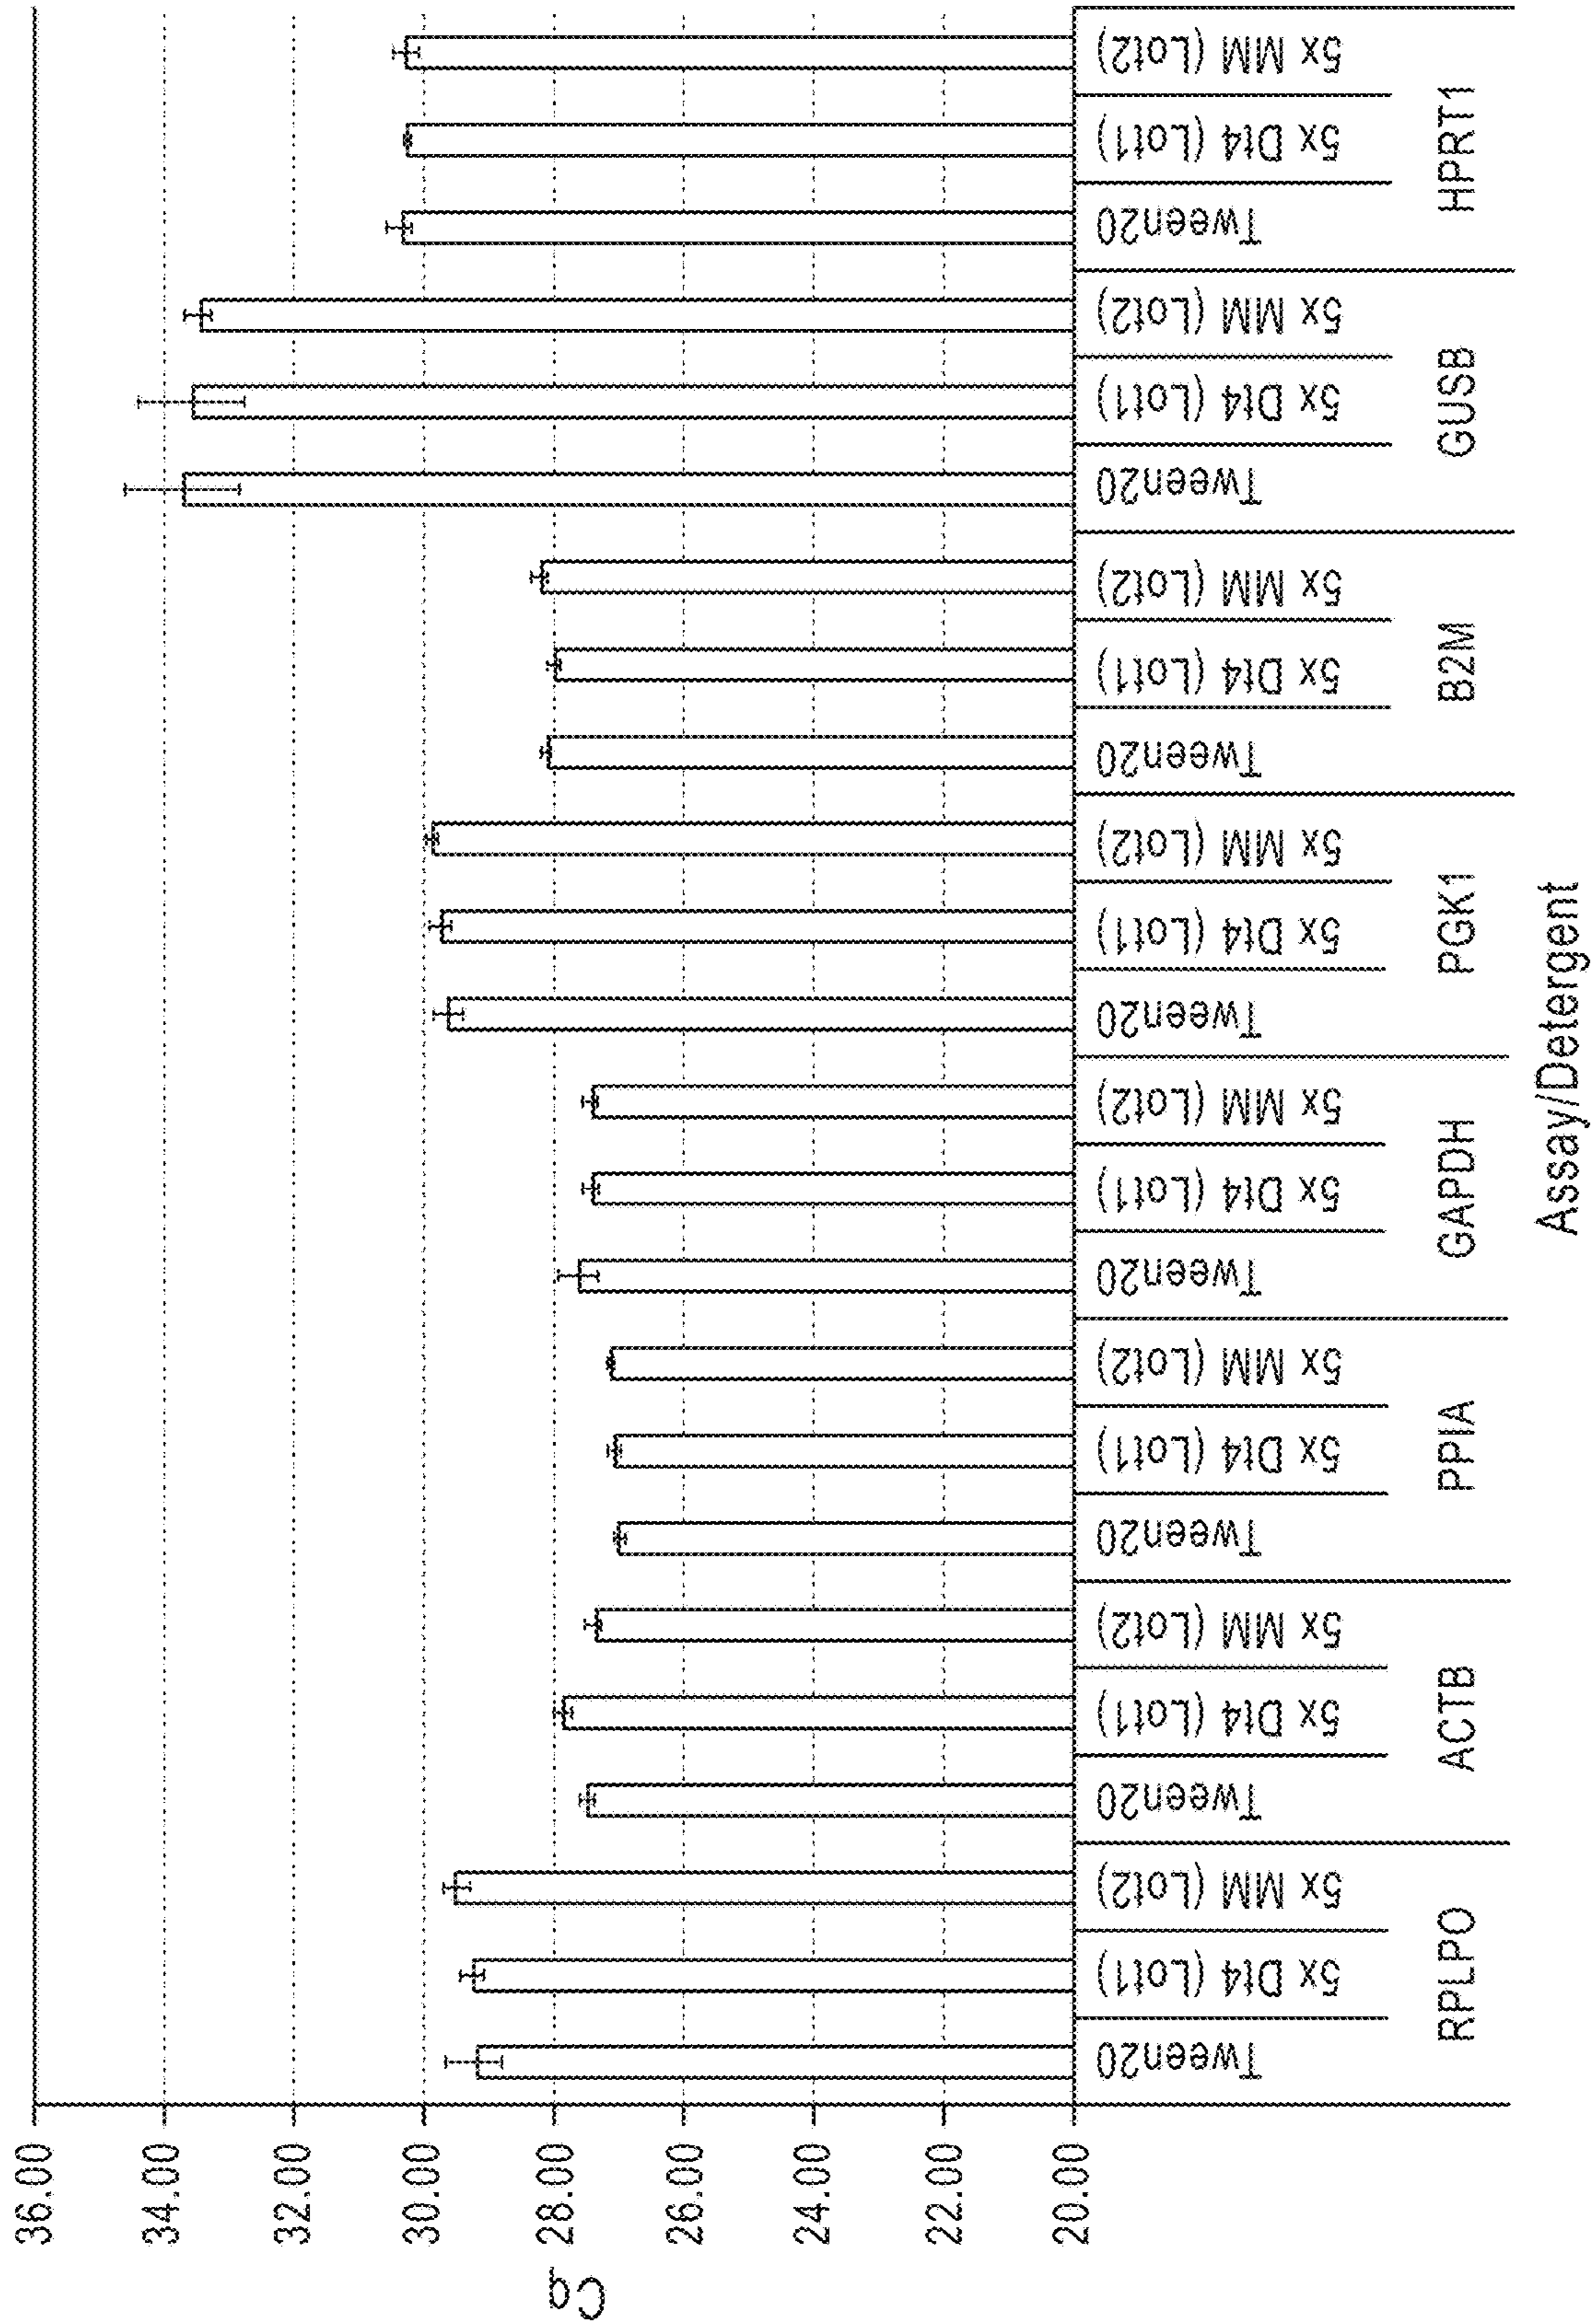 Cq
36.00
34.00
32.00
30.00
28.00
26.00
24.00
22.00
20.00
Tween20
5x Dt4 (Lot1)
5x MM (Lot2)
Tween20
5x Dt4 (Lot1)
5x MM (Lot2)
Tween20
5x Dt4 (Lot1)
5x MM (Lot2)
Tween20
5x Dt4 (Lot1)
5x MM (Lot2)
Tween20
5x Dt4 (Lot1)
5x MM (Lot2)
Tween20
5x Dt4 (Lot1)
5x MM (Lot2)
Tween20
5x Dt4 (Lot1)
5x MM (Lot2)
Tween20
5x Dt4 (Lot1)
5x MM (Lot2)
RPLPO
ACTB
PPIA
GAPDH
PGK1
B2M
GUSB
HPRT1
Assay/Detergent